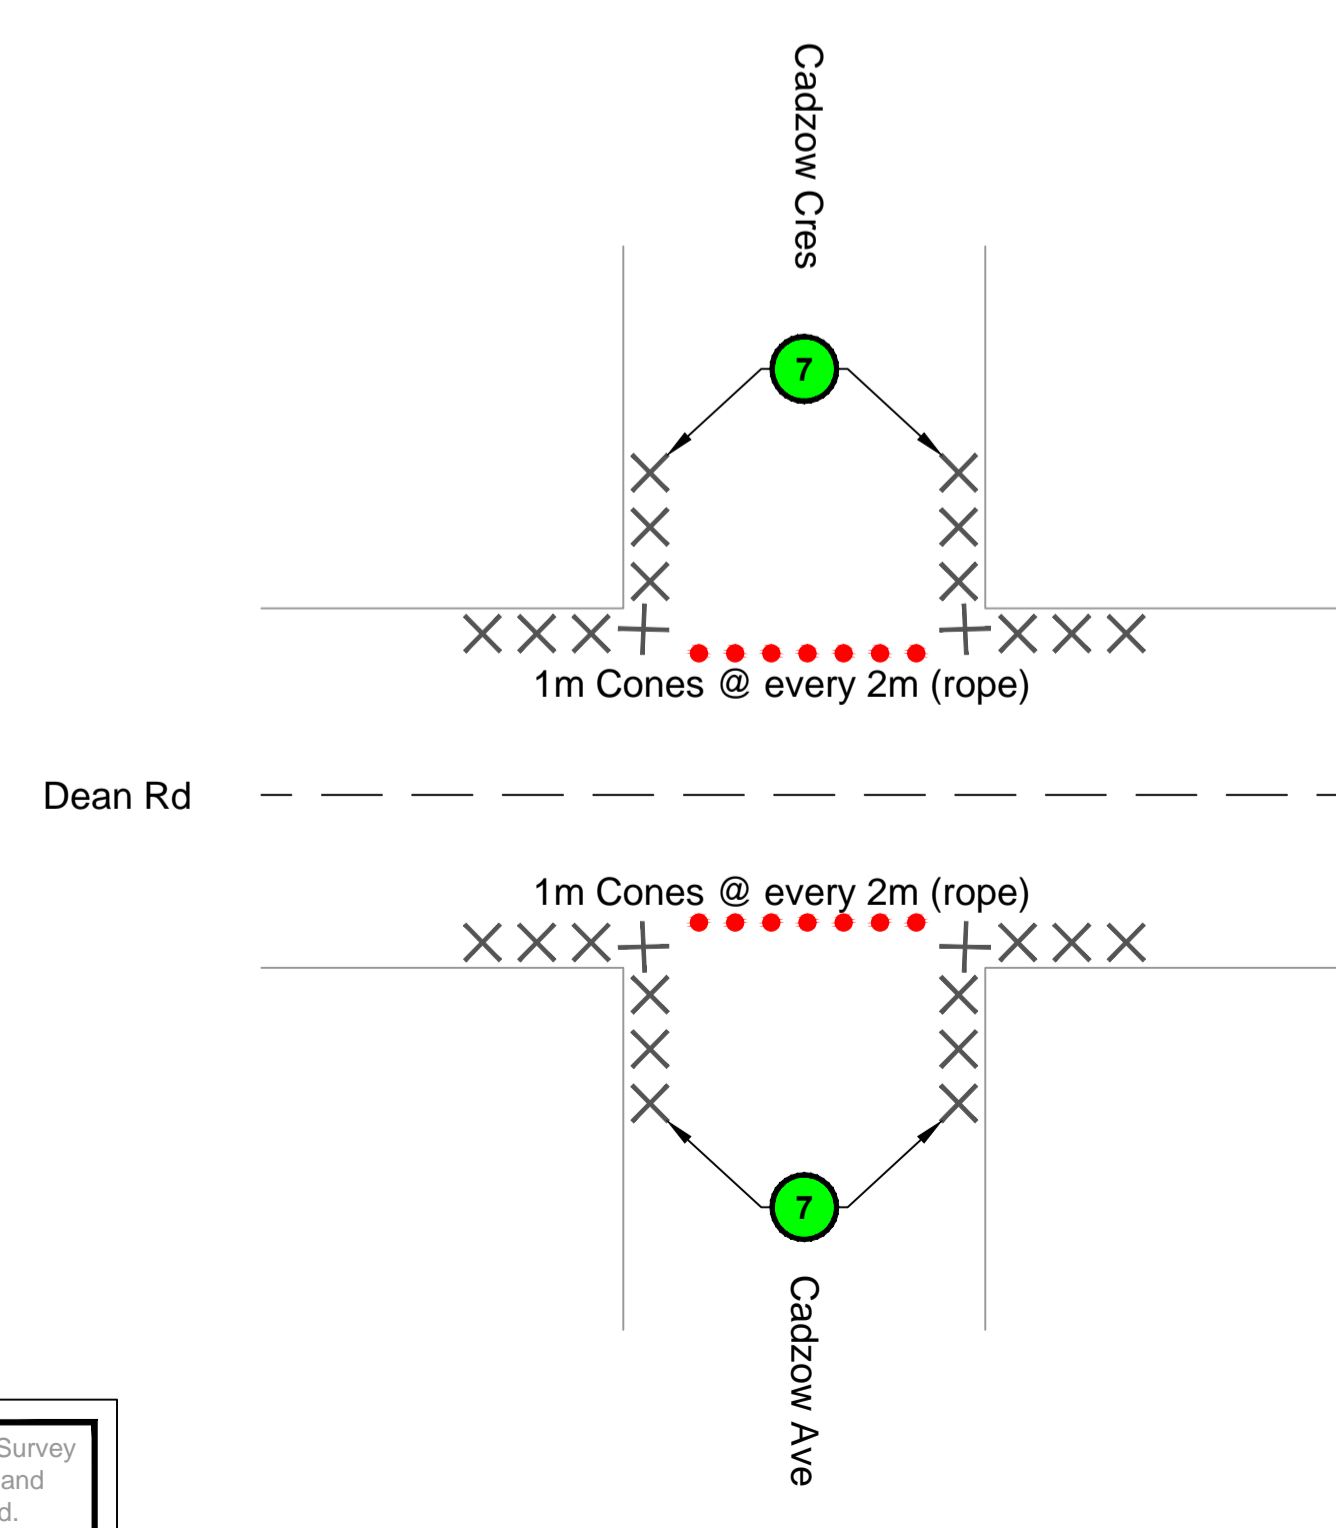 Cadzow Cres
7
1m Cones @ every 2m (rope)
Dean Rd
1m Cones @ every 2m (rope)
7
Cadzow Ave
Survey
and
d.